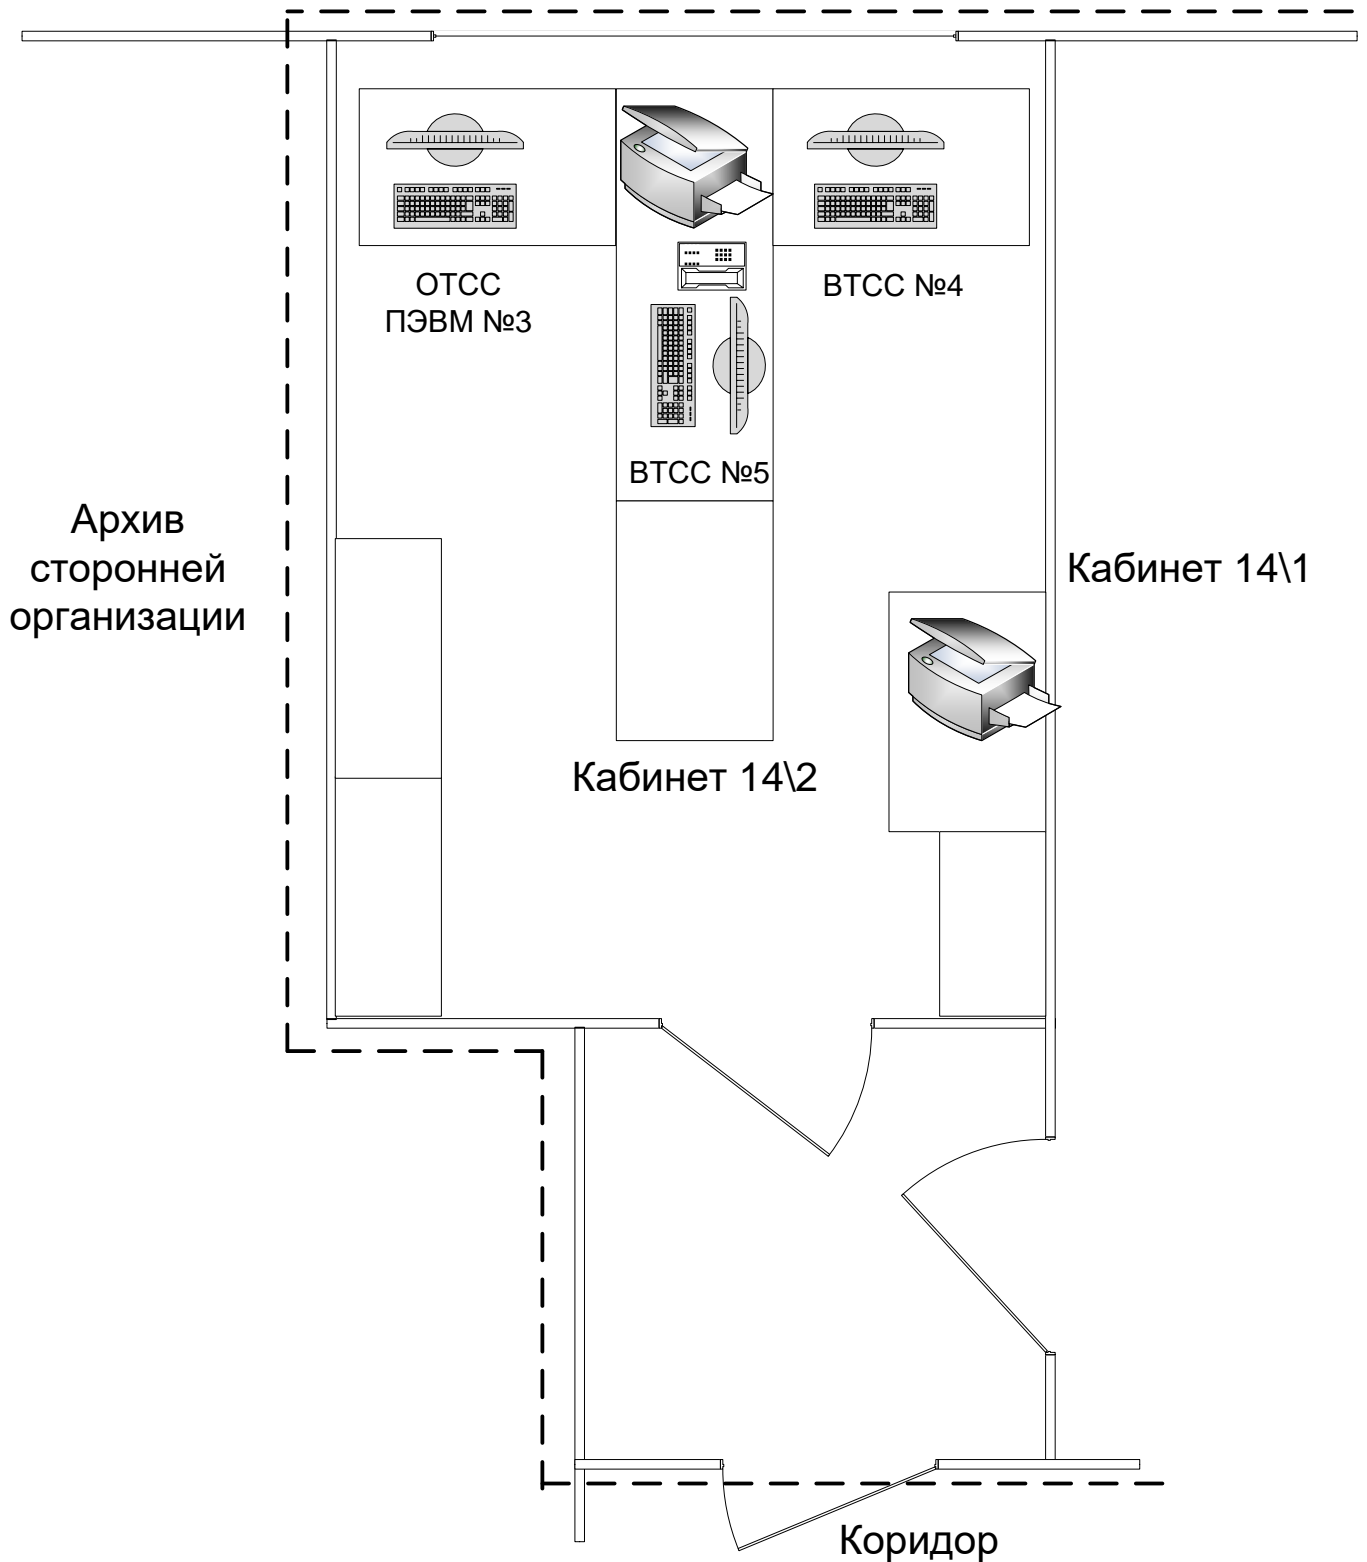 ОТСС
ПЭВМ №3
ВТСС №4
ВТСС №5
Архив
сторонней
организации
Кабинет 14\1
Кабинет 14\2
Коридор